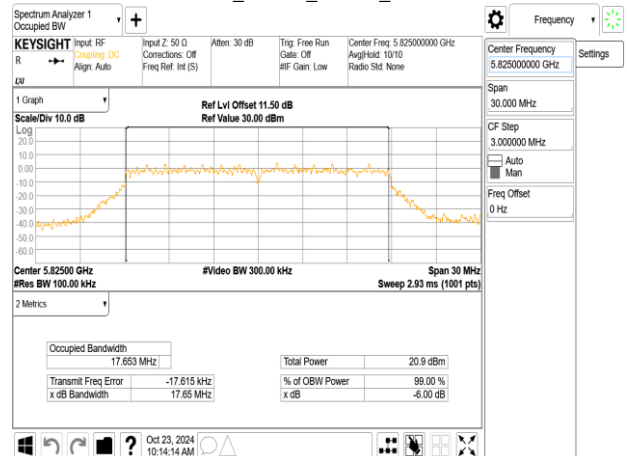 Spectrum Analyzer 1
Occupied BW
Frequency
KEYSIGHT
R
LXI
Input: RF
Coupling: DC
Align: Auto
Input Z: 50 Ω
Corrections: Off
Freq Ref: Int (S)
Atten: 30 dB
Trig: Free Run
Gate: Off
#IF Gain: Low
Center Freq: 5.825000000 GHz
Avg|Hold: 10/10
Radio Std: None
Center Frequency
5.825000000 GHz
Settings
Span
30.000 MHz
CF Step
3.000000 MHz
Auto
Man
Freq Offset
0 Hz
1 Graph
Scale/Div 10.0 dB
Ref Lvl Offset 11.50 dB
Ref Value 30.00 dBm
Log
20.0
10.0
0.00
-10.0
-20.0
-30.0
-40.0
-50.0
-60.0
Center 5.82500 GHz
#Res BW 100.00 kHz
#Video BW 300.00 kHz
Span 30 MHz
Sweep 2.93 ms (1001 pts)
2 Metrics
Occupied Bandwidth
17.653 MHz
Total Power 20.9 dBm
Transmit Freq Error -17.615 kHz
% of OBW Power 99.00 %
x dB Bandwidth 17.65 MHz
x dB -6.00 dB
?
Oct 23, 2024
10:14:14 AM